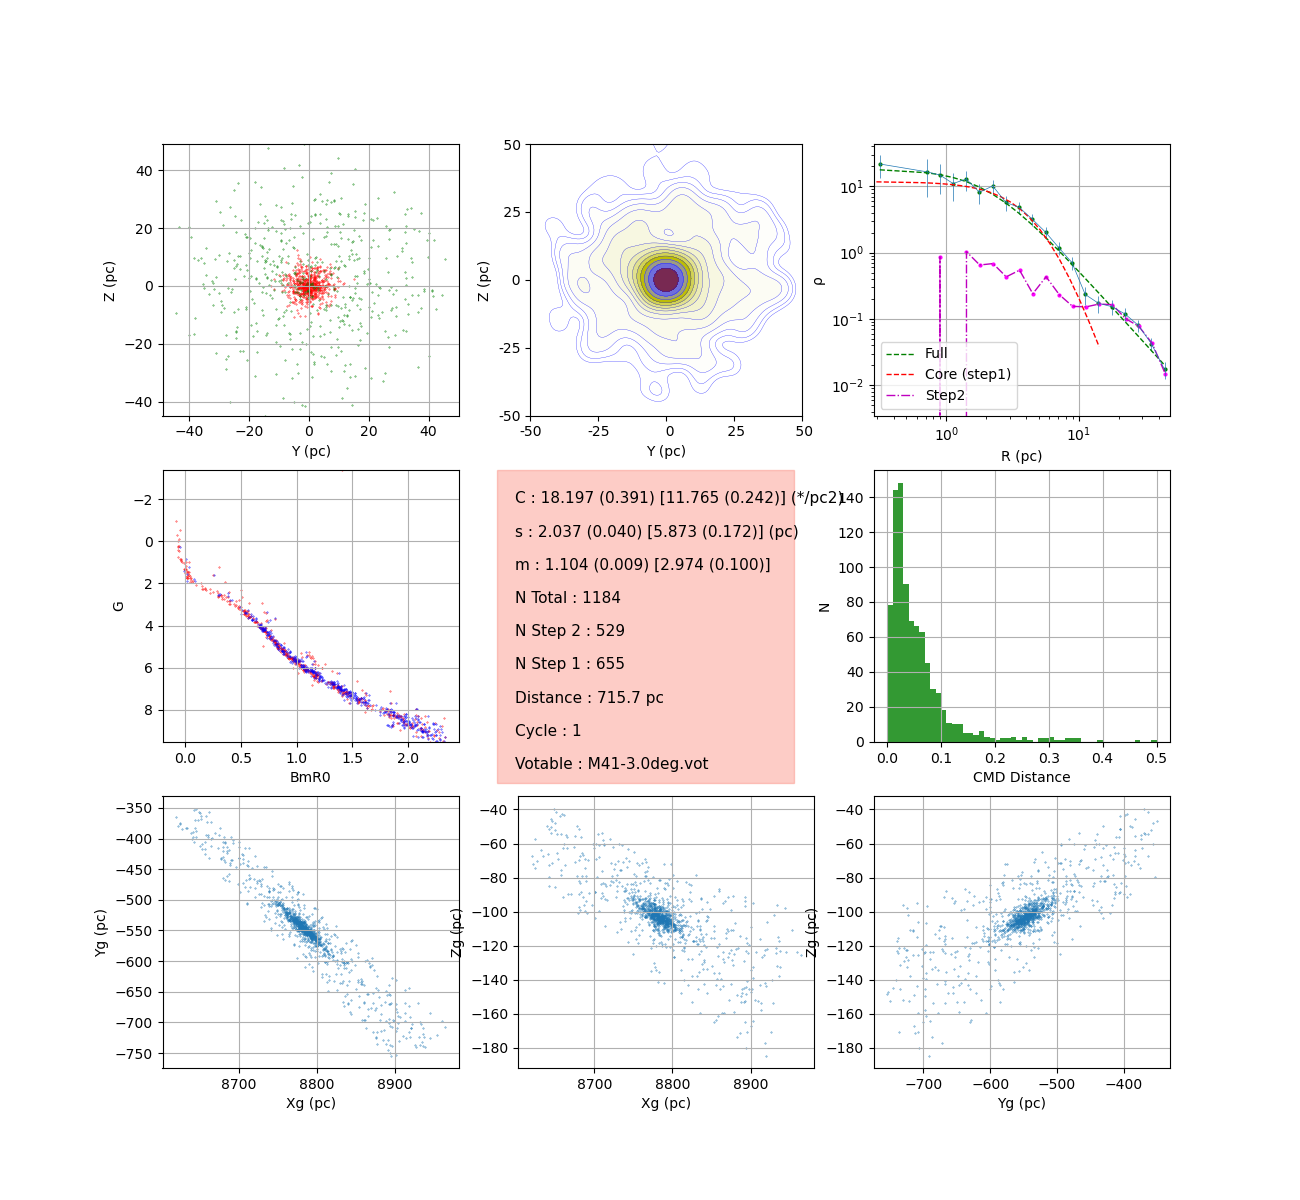 Z (pc)
40
20
0
−20
−40
−40 −20 0 20 40
Y (pc)
Z (pc)
50
25
0
-25
-50
-50 -25 0 25 50
Y (pc)
ρ
10¹
10⁰
10⁻¹
10⁻²
Full
Core (step1)
Step2
10⁰ 10¹
R (pc)
G
−2
0
2
4
6
8
0.0 0.5 1.0 1.5 2.0
BmR0
C : 18.197 (0.391) [11.765 (0.242)] (*/pc2)
s : 2.037 (0.040) [5.873 (0.172)] (pc)
m : 1.104 (0.009) [2.974 (0.100)]
N Total : 1184
N Step 2 : 529
N Step 1 : 655
Distance : 715.7 pc
Cycle : 1
Votable : M41-3.0deg.vot
N
140
120
100
80
60
40
20
0
0.0 0.1 0.2 0.3 0.4 0.5
CMD Distance
Yg (pc)
−350
−400
−450
−500
−550
−600
−650
−700
−750
8700 8800 8900
Xg (pc)
Zg (pc)
−40
−60
−80
−100
−120
−140
−160
−180
8700 8800 8900
Xg (pc)
Zg (pc)
−40
−60
−80
−100
−120
−140
−160
−180
−700 −600 −500 −400
Yg (pc)